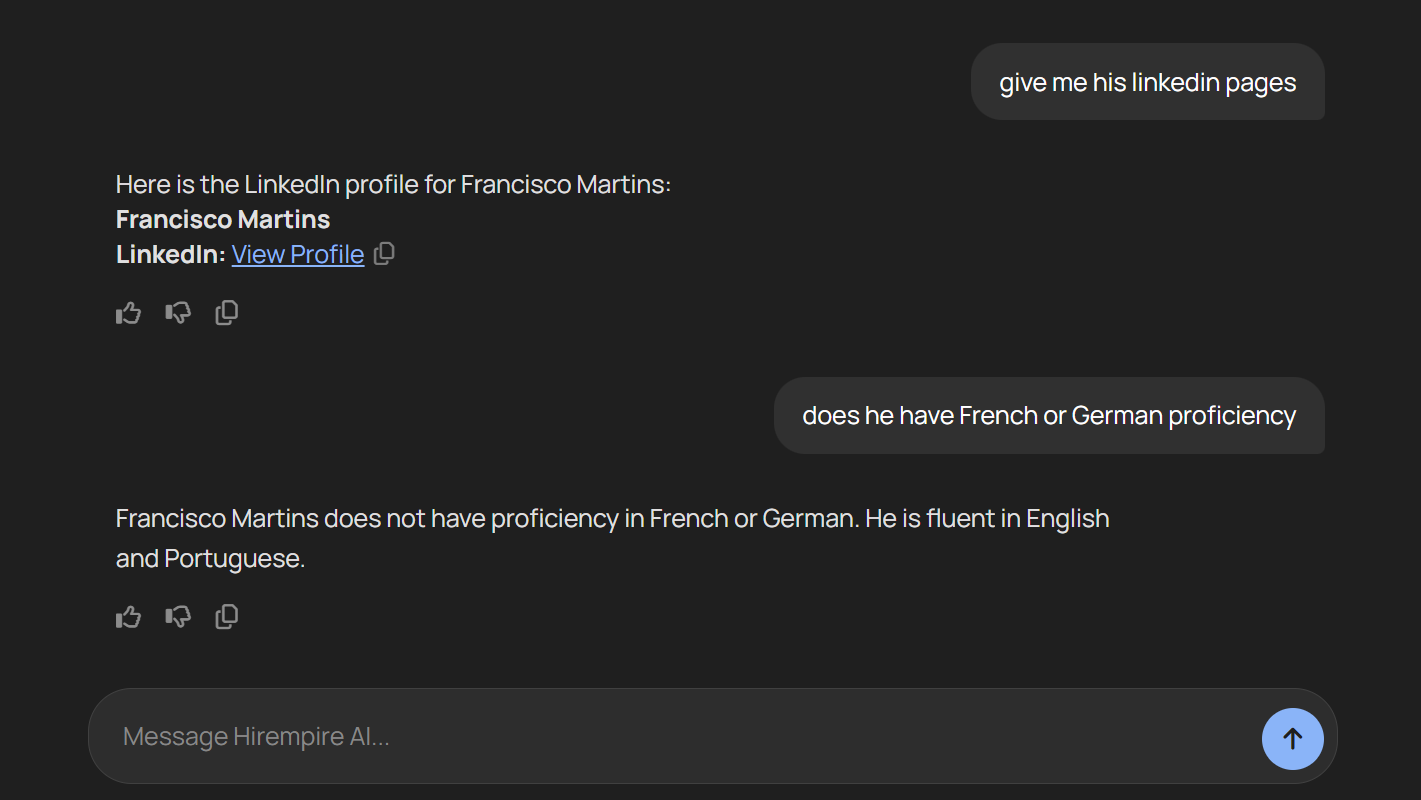 give me his linkedin pages
Here is the LinkedIn profile for Francisco Martins:
Francisco Martins
LinkedIn: View Profile
does he have French or German proficiency
Francisco Martins does not have proficiency in French or German. He is fluent in English
and Portuguese.
Message Hirempire AI...